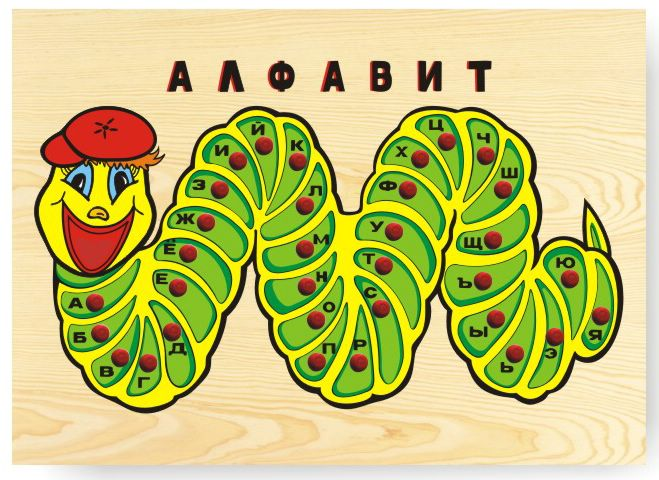 АЛФАВИТ
А
Б
В
Г
Д
Е
Ё
Ж
З
И
Й
К
Л
М
Н
О
П
Р
С
Т
У
Ф
Х
Ц
Ч
Ш
Щ
Ъ
Ы
Ь
Э
Ю
Я